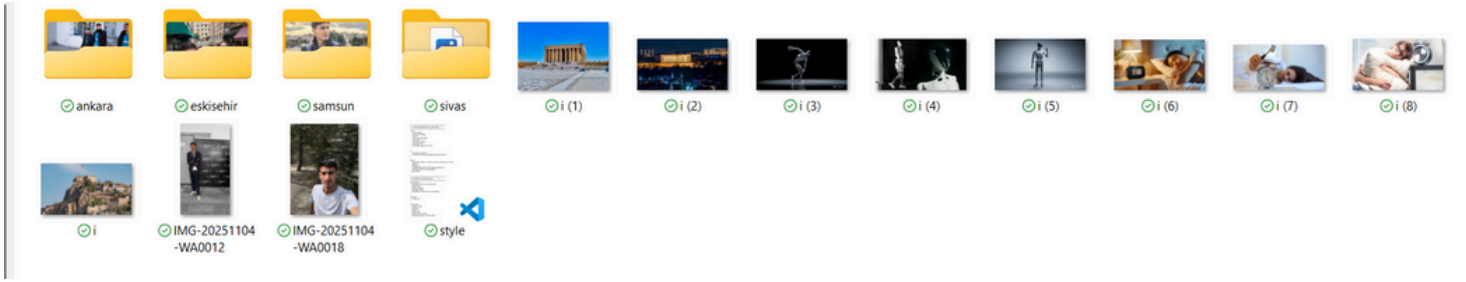 ankara
eskisehir
samsun
sivas
i (1)
i (2)
i (3)
i (4)
i (5)
i (6)
i (7)
i (8)
i
IMG-20251104
-WA0012
IMG-20251104
-WA0018
style